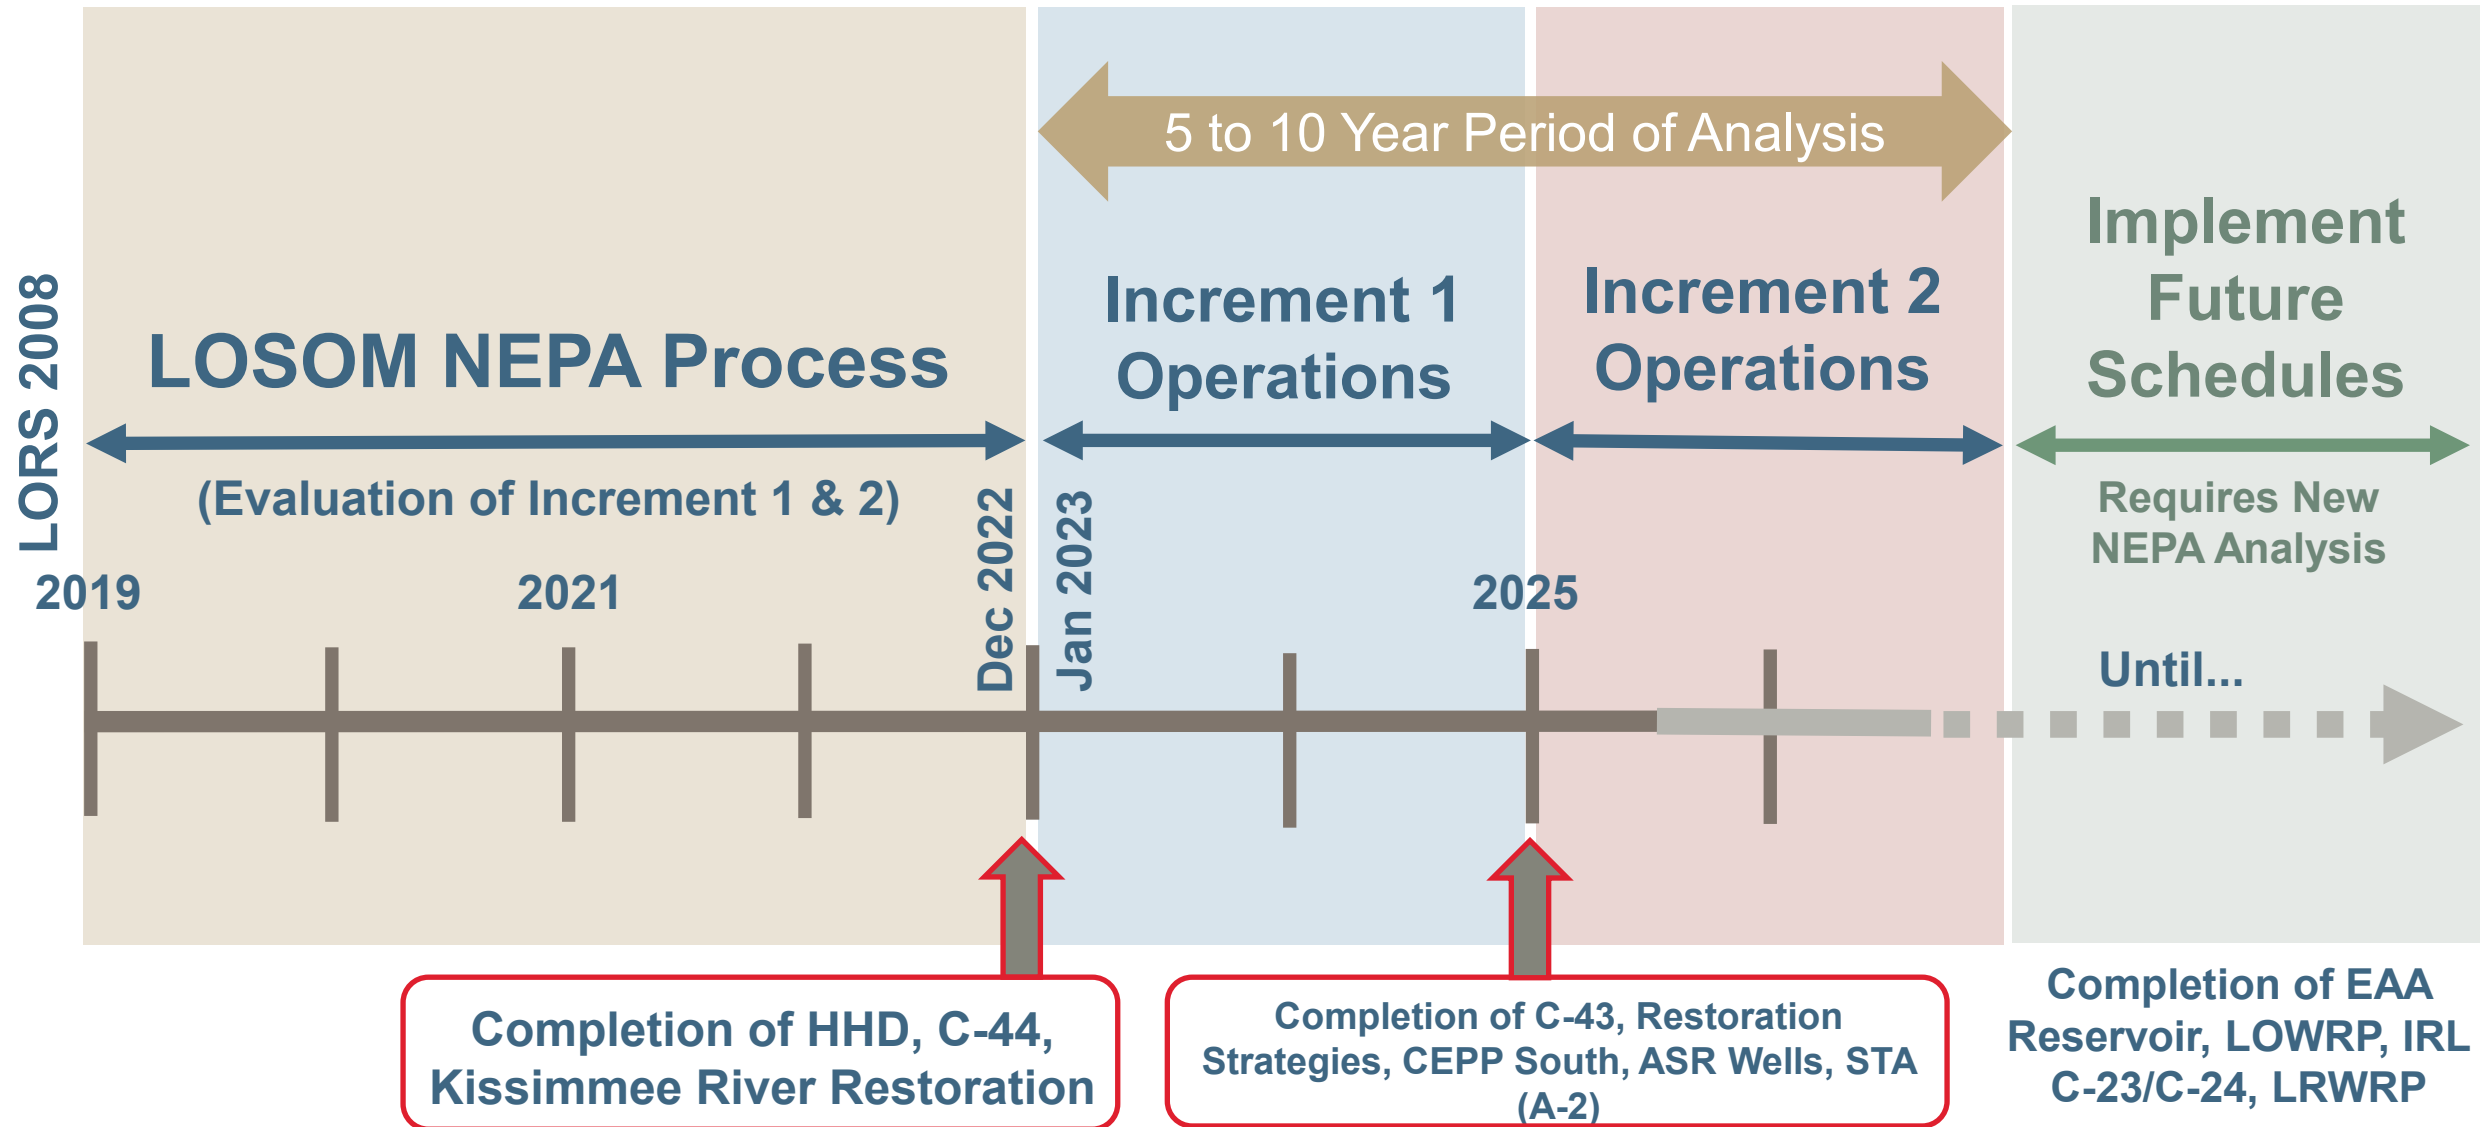 LORS 2008
LOSOM NEPA Process
(Evaluation of Increment 1 & 2)
5 to 10 Year Period of Analysis
Increment 1
Operations
Increment 2
Operations
Implement
Future
Schedules
Requires New
NEPA Analysis
2019
2021
Dec 2022
Jan 2023
2025
Until...
Completion of HHD, C-44,
Kissimmee River Restoration
Completion of C-43, Restoration
Strategies, CEPP South, ASR Wells, STA
(A-2)
Completion of EAA
Reservoir, LOWRP, IRL
C-23/C-24, LRWRP